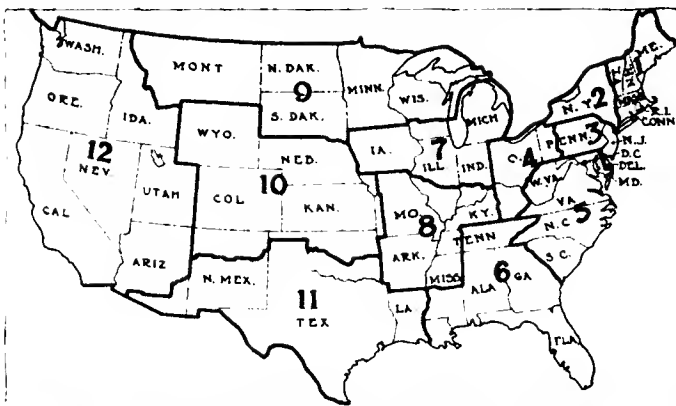 WASH.
MONT
N. DAK.
MINN.
ME.
ORE.
IDA.
9
S. DAK.
WIS.
MICH
N.Y.
2
WYO.
IA.
7
ILL
IND.
O.
4
PENN.
3
R.I.
CONN.
N.J.
D.C
DEL.
MD.
12
NEV.
UTAH
NEB.
10
COL
KAN.
MO.
8
KY.
W.VA.
VA.
5
N.C
CAL
ARIZ
N. MEX.
11
TEX
ARK.
TENN
MISS.
6
ALA
GA
S.C.
LA
FLA.